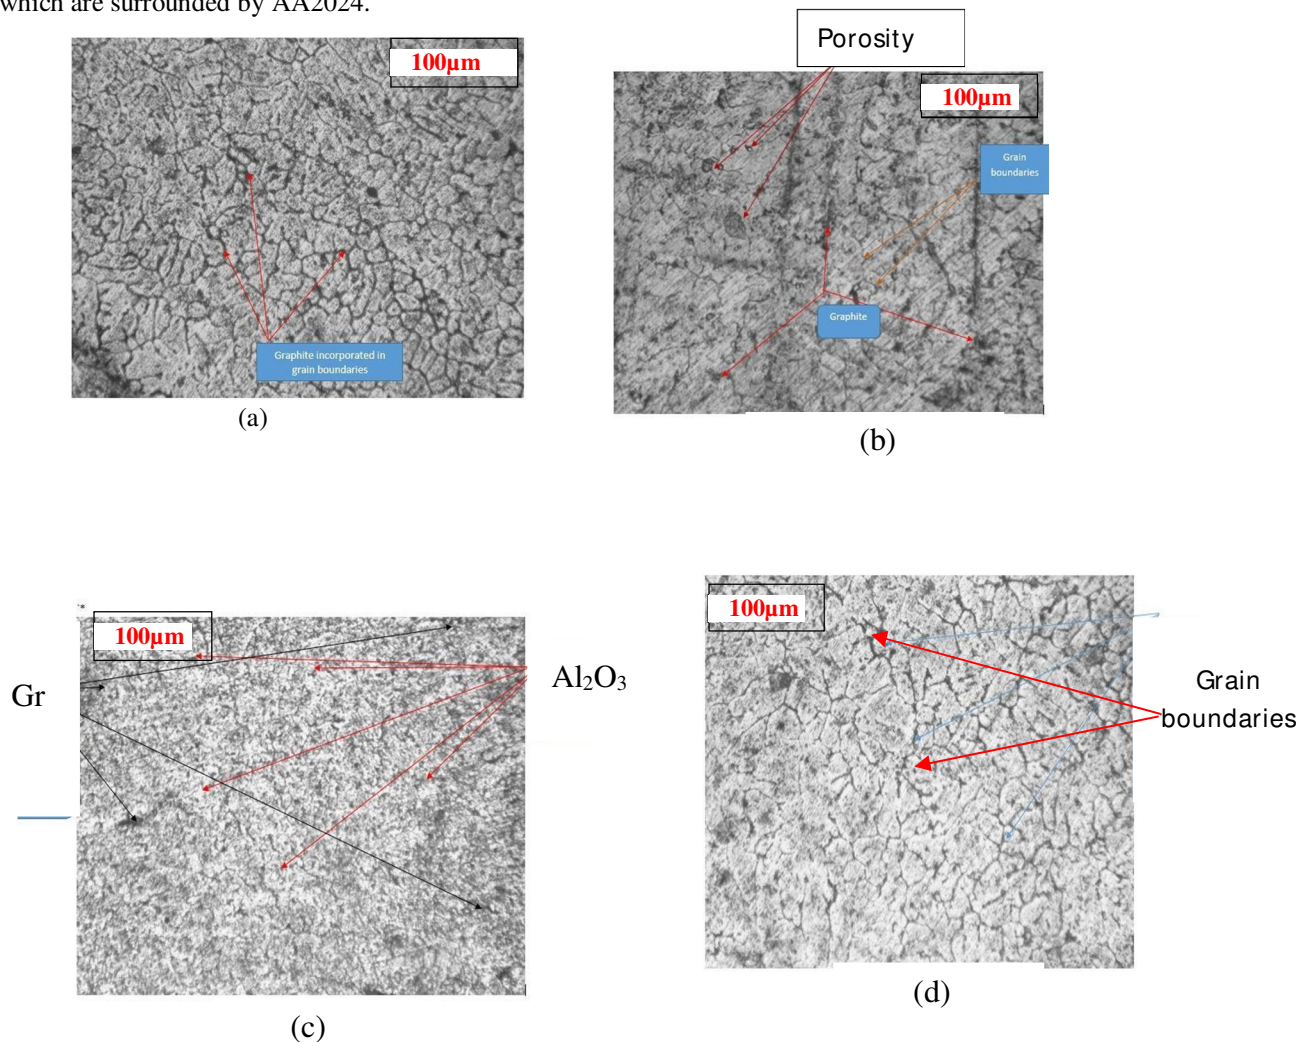 which are surrounded by AA2024.
100µm
Graphite incorporated in
grain boundaries
(a)
Porosity
100µm
Grain
boundaries
Graphite
(b)
100µm
Gr
Al₂O₃
(c)
100µm
Grain
boundaries
(d)